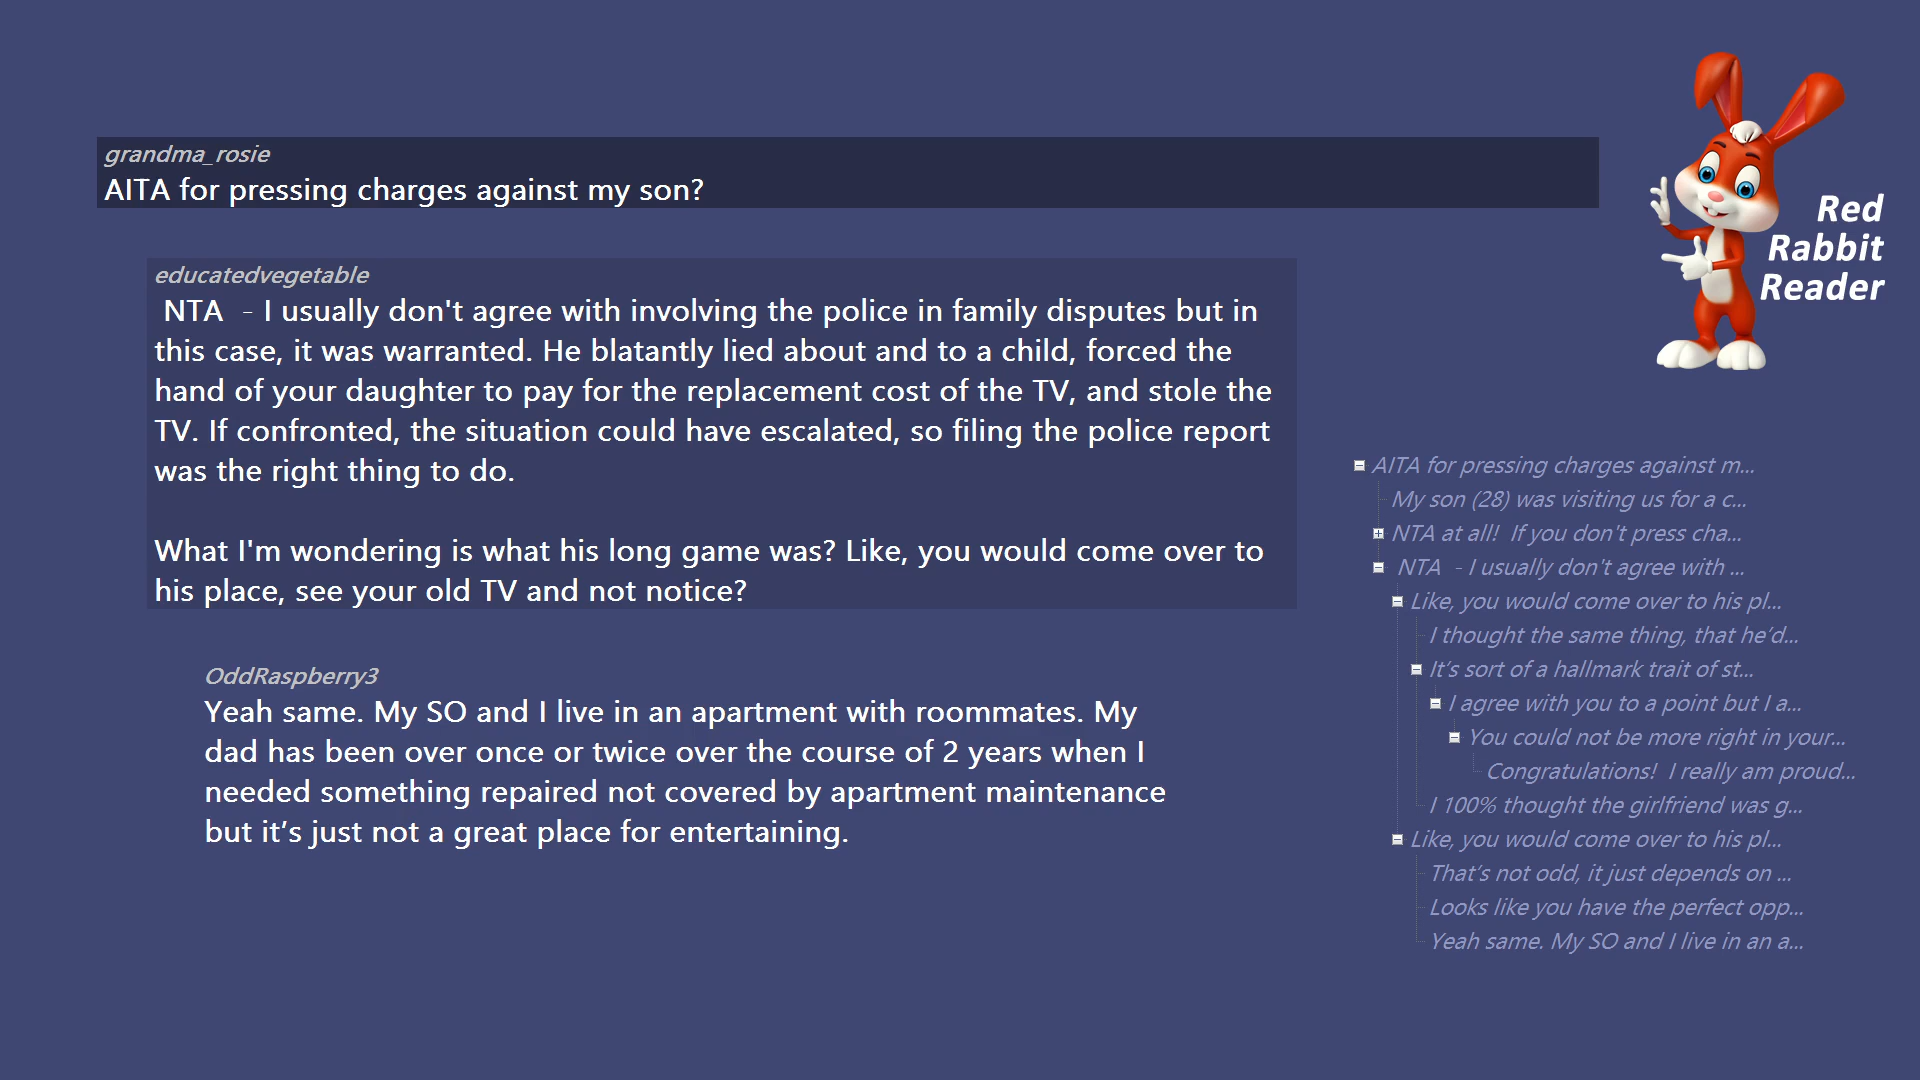 grandma_rosie
AITA for pressing charges against my son?
educatedvegetable
NTA - I usually don't agree with involving the police in family disputes but in
this case, it was warranted. He blatantly lied about and to a child, forced the
hand of your daughter to pay for the replacement cost of the TV, and stole the
TV. If confronted, the situation could have escalated, so filing the police report
was the right thing to do.
What I'm wondering is what his long game was? Like, you would come over to
his place, see your old TV and not notice?
OddRaspberry3
Yeah same. My SO and I live in an apartment with roommates. My
dad has been over once or twice over the course of 2 years when I
needed something repaired not covered by apartment maintenance
but it’s just not a great place for entertaining.
Red
Rabbit
Reader
AITA for pressing charges against m...
My son (28) was visiting us for a c...
NTA at all! If you don't press cha...
NTA - I usually don't agree with ...
Like, you would come over to his pl...
I thought the same thing, that he’d...
It’s sort of a hallmark trait of st...
I agree with you to a point but I a...
You could not be more right in your...
Congratulations! I really am proud...
I 100% thought the girlfriend was g...
Like, you would come over to his pl...
That’s not odd, it just depends on ...
Looks like you have the perfect opp...
Yeah same. My SO and I live in an a...